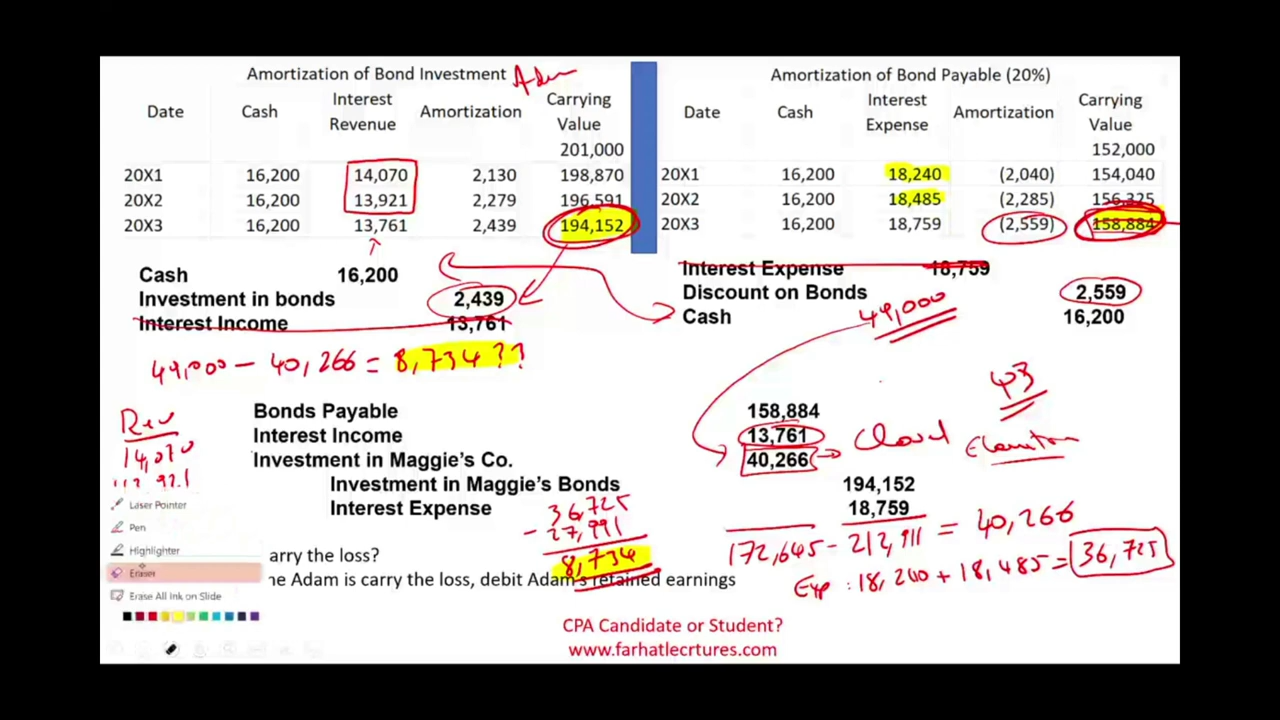 Amortization of Bond Investment Adam
Date Cash Interest Revenue Amortization Carrying Value
201,000
20X1 16,200 14,070 2,130 198,870
20X2 16,200 13,921 2,279 196,591
20X3 16,200 13,761 2,439 194,152
Cash 16,200
Investment in bonds 2,439
Interest Income 13,761
49,000 - 40,266 = 8,734 ??
Amortization of Bond Payable (20%)
Date Cash Interest Expense Amortization Carrying Value
152,000
20X1 16,200 18,240 (2,040) 154,040
20X2 16,200 18,485 (2,285) 156,325
20X3 16,200 18,759 (2,559) 158,884
Interest Expense 18,759
Discount on Bonds 2,559
Cash 16,200
49,000
Bonds Payable 158,884
Interest Income 13,761
Investment in Maggie's Co. 40,266
Investment in Maggie's Bonds 194,152
Interest Expense 18,759
Rev
14,070
36,725
- 27,991
8,734
172,645 - 212,911 = 40,266
Exp : 18,200 + 18,485 = 36,725
Laser Pointer
Pen
Highlighter
Eraser
Erase All Ink on Slide
arry the loss?
ne Adam is carry the loss, debit Adam's retained earnings
CPA Candidate or Student?
www.farhatlecrtures.com